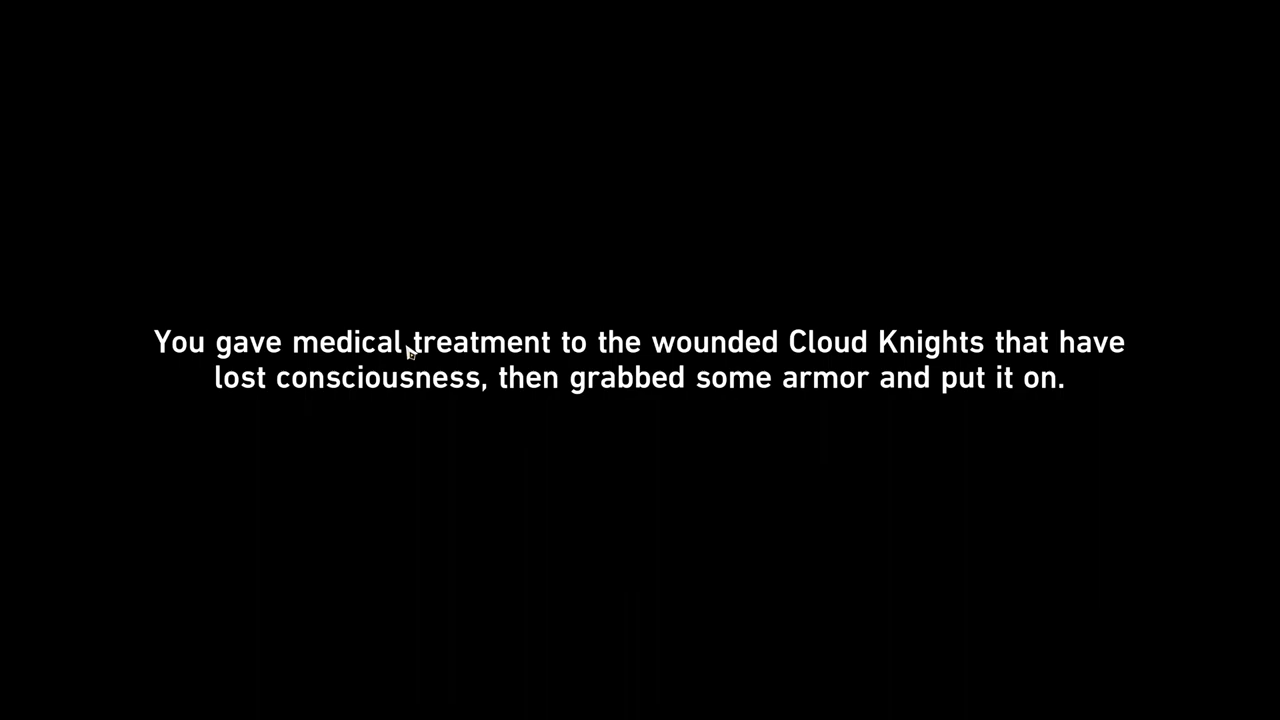 You gave medical treatment to the wounded Cloud Knights that have
lost consciousness, then grabbed some armor and put it on.